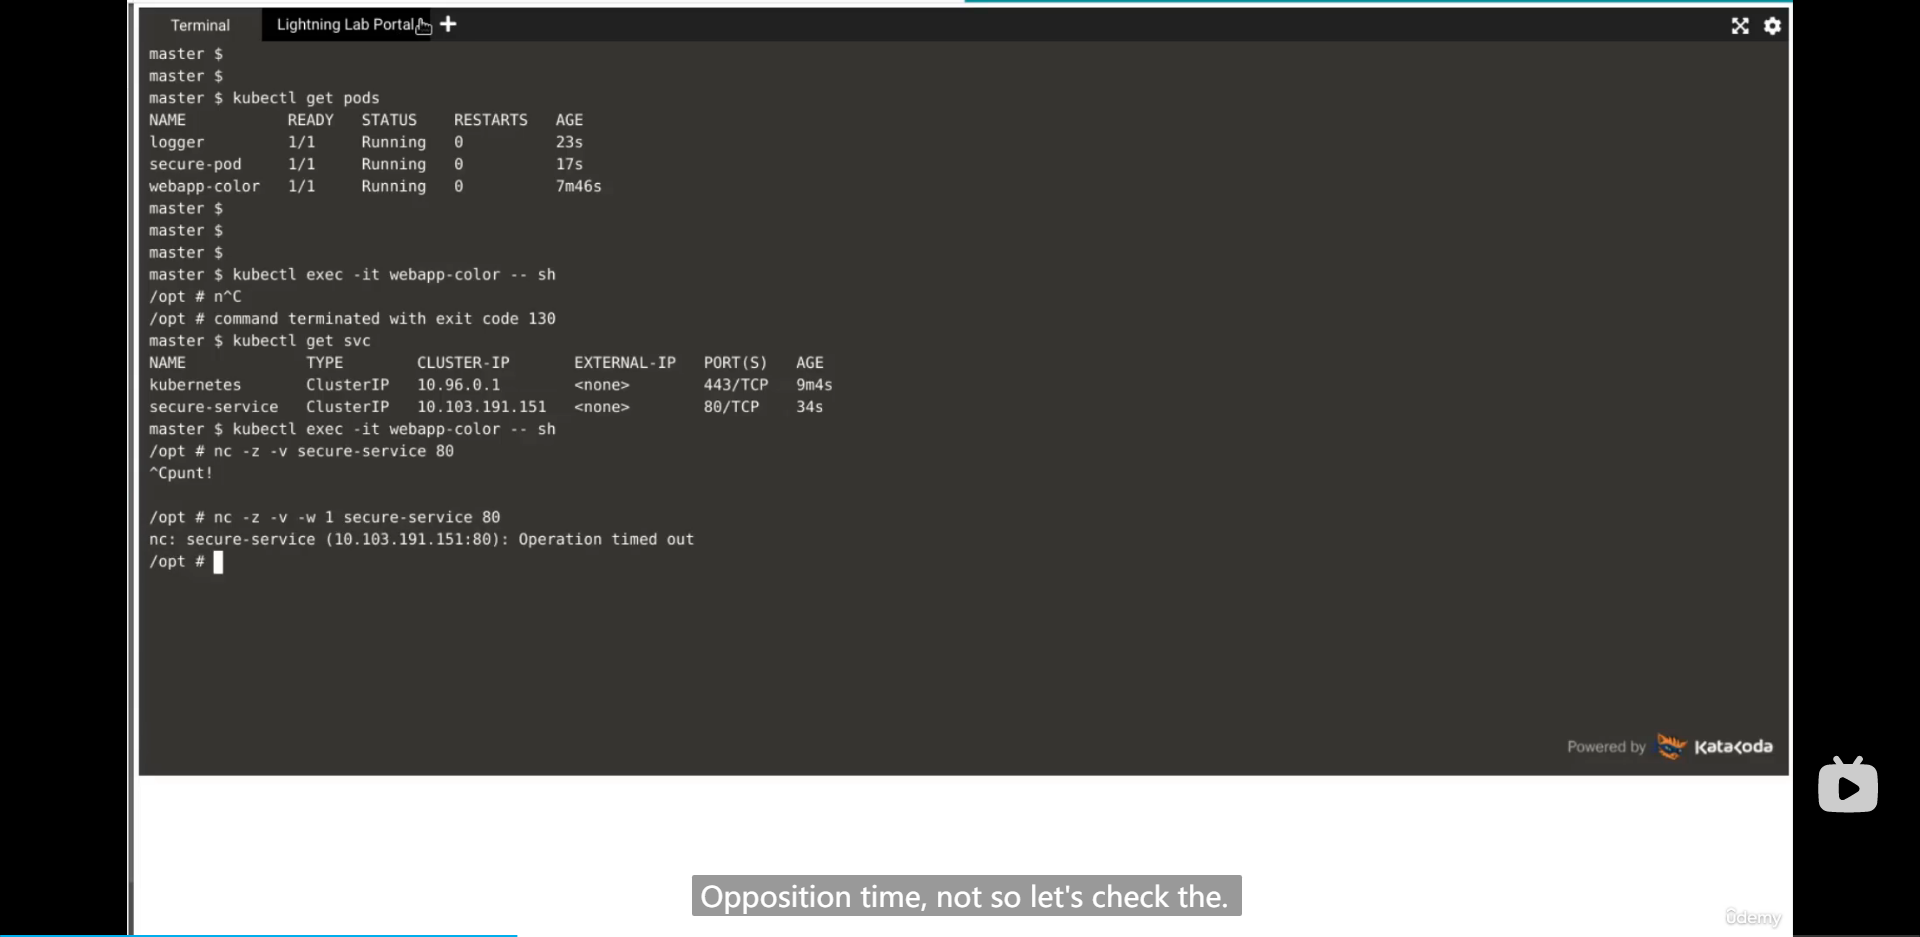 Terminal
Lightning Lab Portal
+
master $
master $
master $ kubectl get pods
NAME READY STATUS RESTARTS AGE
logger 1/1 Running 0 23s
secure-pod 1/1 Running 0 17s
webapp-color 1/1 Running 0 7m46s
master $
master $
master $
master $ kubectl exec -it webapp-color -- sh
/opt # n^C
/opt # command terminated with exit code 130
master $ kubectl get svc
NAME TYPE CLUSTER-IP EXTERNAL-IP PORT(S) AGE
kubernetes ClusterIP 10.96.0.1 <none> 443/TCP 9m4s
secure-service ClusterIP 10.103.191.151 <none> 80/TCP 34s
master $ kubectl exec -it webapp-color -- sh
/opt # nc -z -v secure-service 80
^Cpunt!
/opt # nc -z -v -w 1 secure-service 80
nc: secure-service (10.103.191.151:80): Operation timed out
/opt #
Powered by Katacoda
Opposition time, not so let's check the.
ûdemy